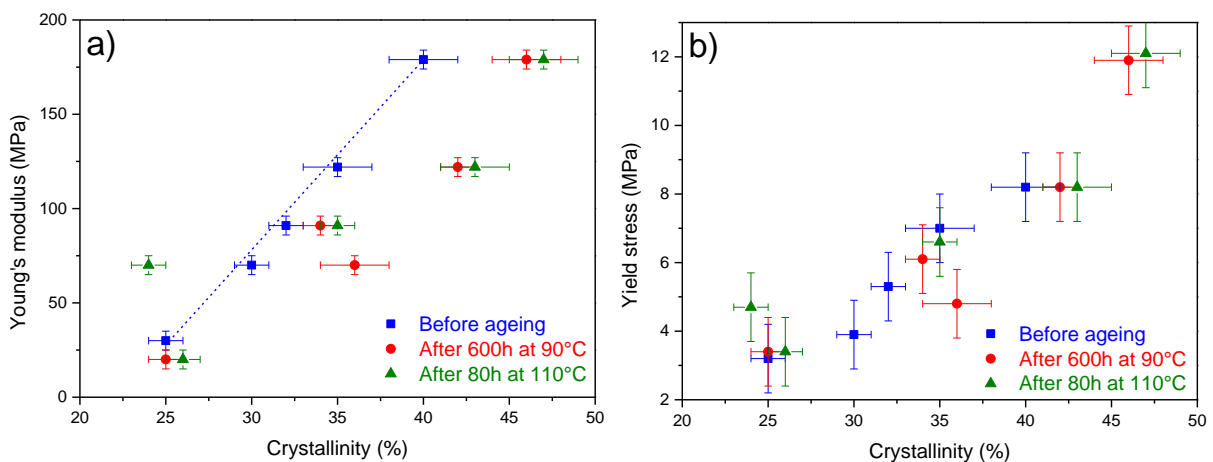 a)
Young's modulus (MPa)
200
150
100
50
0
Before ageing
After 600h at 90°C
After 80h at 110°C
20 25 30 35 40 45 50
Crystallinity (%)
b)
Yield stress (MPa)
12
10
8
6
4
2
Before ageing
After 600h at 90°C
After 80h at 110°C
20 25 30 35 40 45 50
Crystallinity (%)